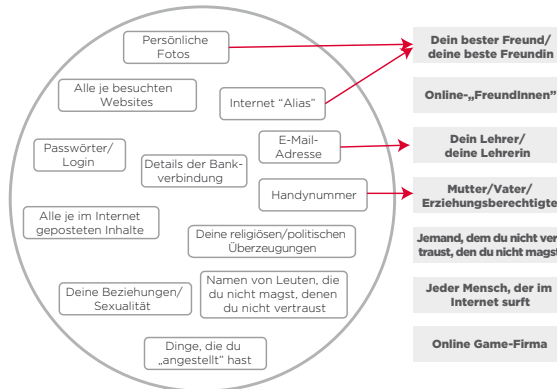 Persönliche
Fotos
Alle je besuchten
Websites
Internet “Alias”
Passwörter/
Login
E-Mail-
Adresse
Details der Bank-
verbindung
Handynummer
Alle je im Internet
geposteten Inhalte
Deine religiösen/politischen
Überzeugungen
Deine Beziehungen/
Sexualität
Namen von Leuten, die
du nicht magst, denen
du nicht vertraust
Dinge, die du
„angestellt“ hast
Dein bester Freund/
deine beste Freundin
Online-„FreundInnen”
Dein Lehrer/
deine Lehrerin
Mutter/Vater/
Erziehungsberechtigte
Jemand, dem du nicht ver
traust, den du nicht magst
Jeder Mensch, der im
Internet surft
Online Game-Firma